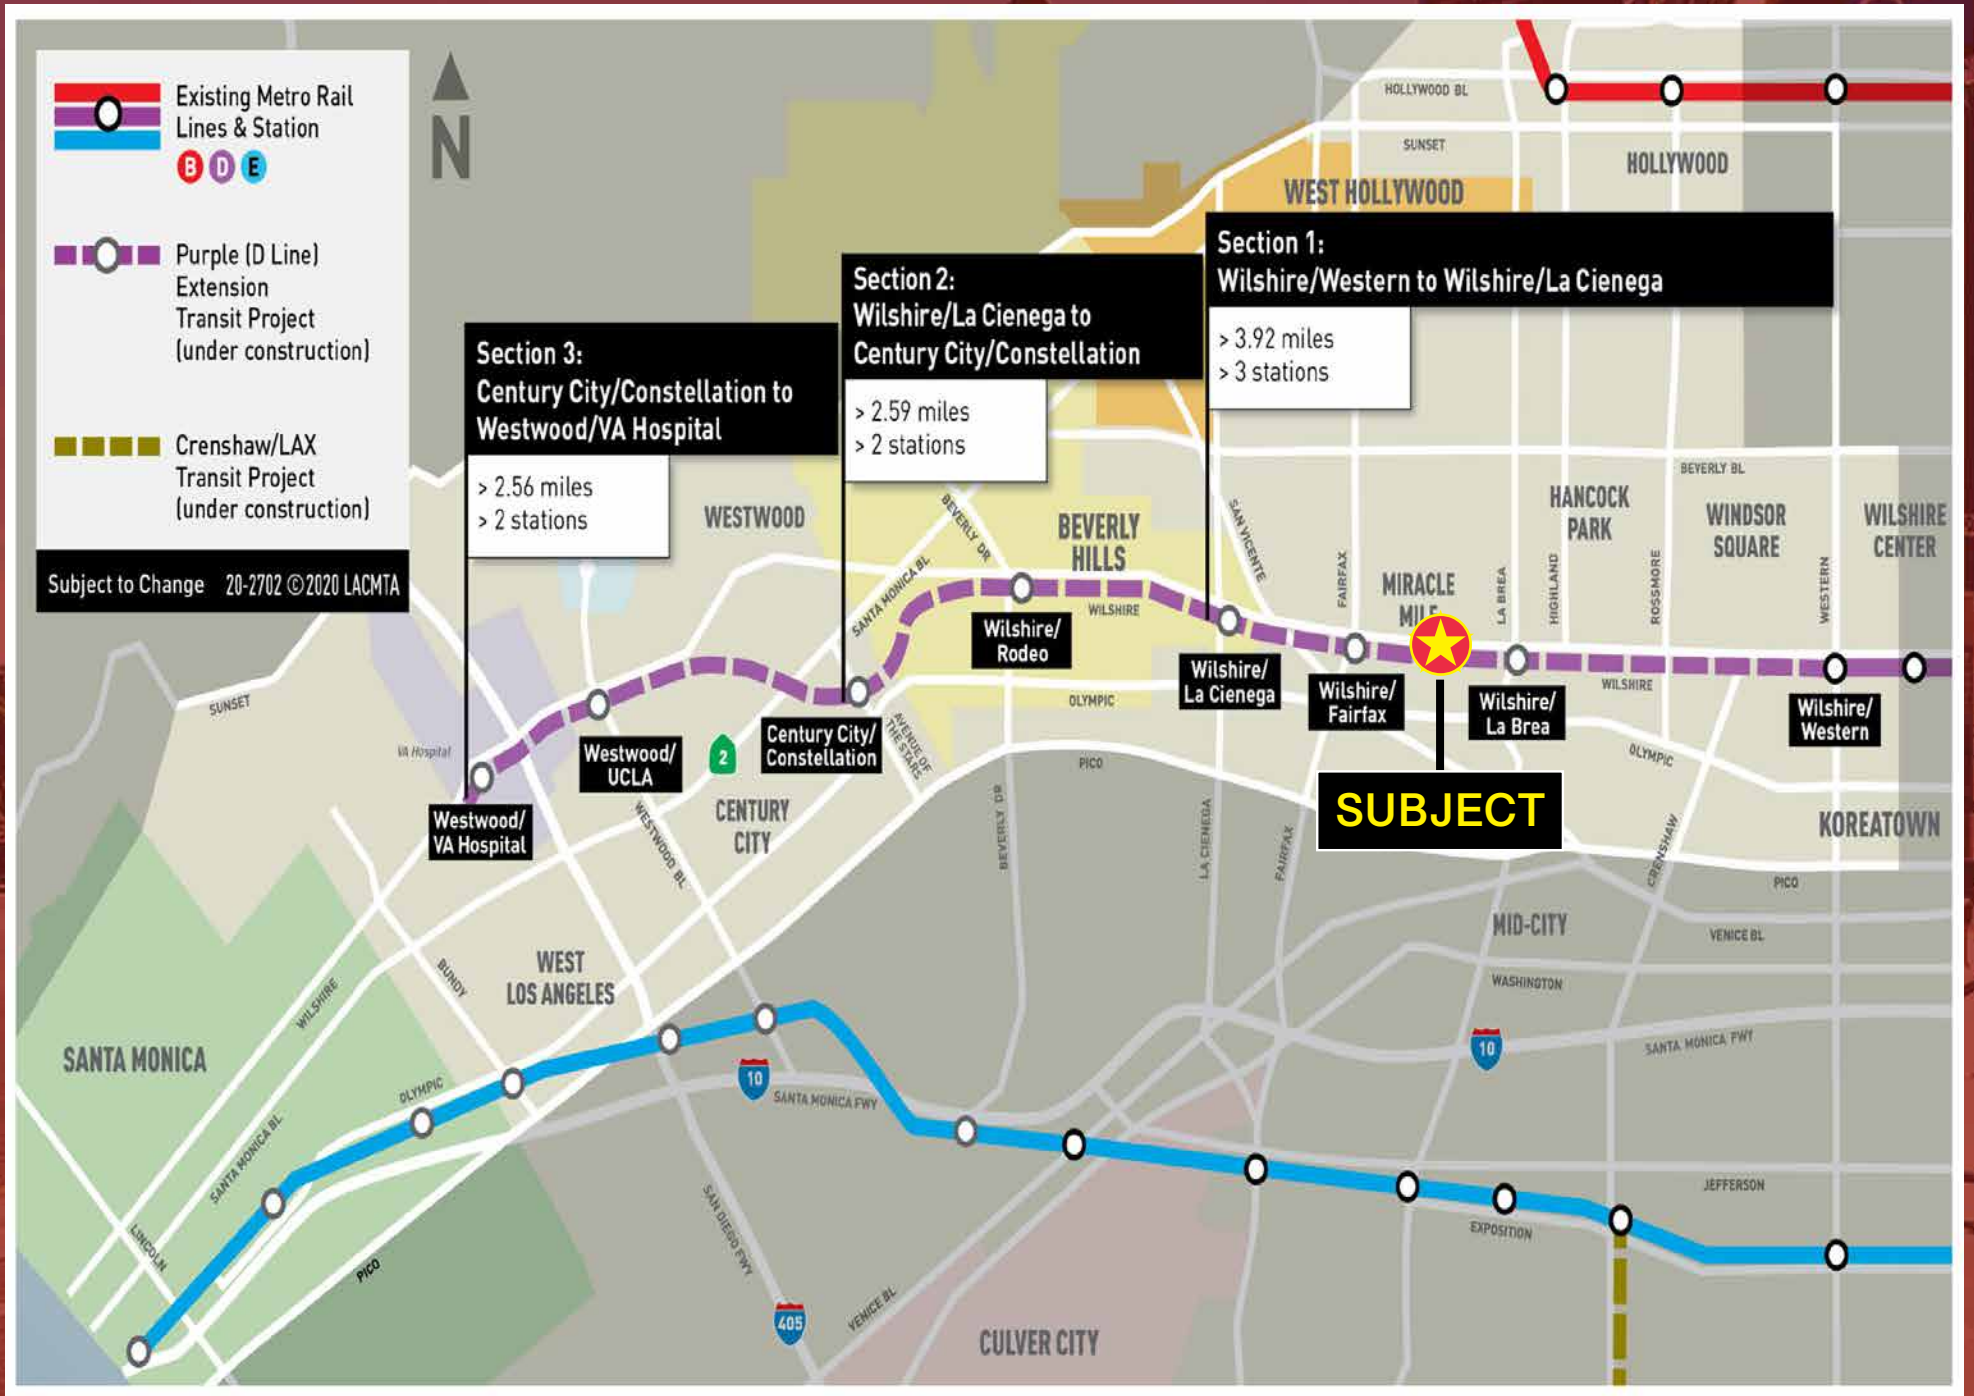 Existing Metro Rail
Lines & Station
B D E
Purple (D Line)
Extension
Transit Project
(under construction)
Crenshaw/LAX
Transit Project
(under construction)
Subject to Change 20-2702 ©2020 LACMTA
N
HOLLYWOOD BL
SUNSET
HOLLYWOOD
WEST HOLLYWOOD
Section 1:
Wilshire/Western to Wilshire/La Cienega
> 3.92 miles
> 3 stations
Section 2:
Wilshire/La Cienega to
Century City/Constellation
> 2.59 miles
> 2 stations
Section 3:
Century City/Constellation to
Westwood/VA Hospital
> 2.56 miles
> 2 stations
WESTWOOD
BEVERLY DR
BEVERLY
HILLS
SANTA MONICA BL
WILSHIRE
SAN VICENTE
FAIRFAX
MIRACLE
MILE
LA BREA
HIGHLAND
HANCOCK
PARK
ROSSMORE
BEVERLY BL
WINDSOR
SQUARE
WESTERN
WILSHIRE
CENTER
SUNSET
VA Hospital
Westwood/
VA Hospital
Westwood/
UCLA
2
Century City/
Constellation
AVENUE OF
THE STARS
Wilshire/
Rodeo
OLYMPIC
Wilshire/
La Cienega
Wilshire/
Fairfax
Wilshire/
La Brea
WILSHIRE
Wilshire/
Western
OLYMPIC
PICO
SUBJECT
CENTURY
CITY
WESTWOOD BL
BEVERLY DR
LA CIENEGA
FAIRFAX
CRENSHAW
KOREATOWN
PICO
MID-CITY
VENICE BL
WASHINGTON
WEST
LOS ANGELES
BUNDY
WILSHIRE
SANTA MONICA
OLYMPIC
SANTA MONICA BL
LINCOLN
PICO
10
SANTA MONICA FWY
10
SANTA MONICA FWY
SAN DIEGO FWY
405
VENICE BL
CULVER CITY
JEFFERSON
EXPOSITION